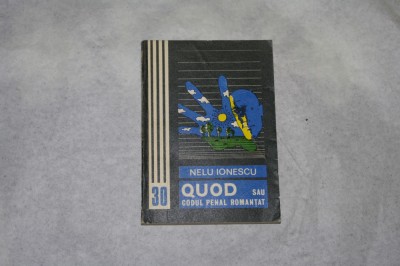 NELU IONESCU
30
QUOD SAU
CODUL PENAL ROMANȚAT